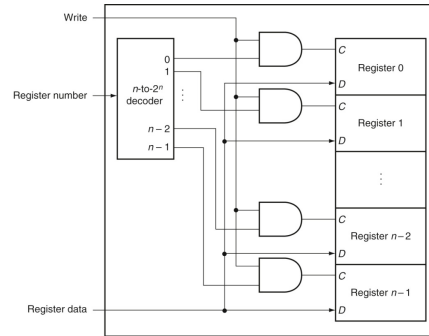 Write
0
1
n-to-2ⁿ
decoder
⋮
n – 2
n – 1
Register number
Register data
C
Register 0
D
C
Register 1
D
⋮
C
Register n – 2
D
C
Register n – 1
D